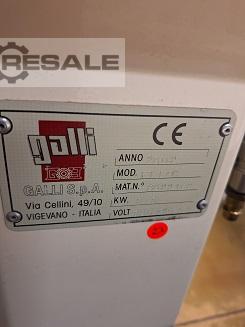 RESALE
galli
CE
GALLI S.p.A.
Via Cellini, 49/10
VIGEVANO - ITALIA
ANNO
MOD.
MAT.N.°
KW.
VOLT